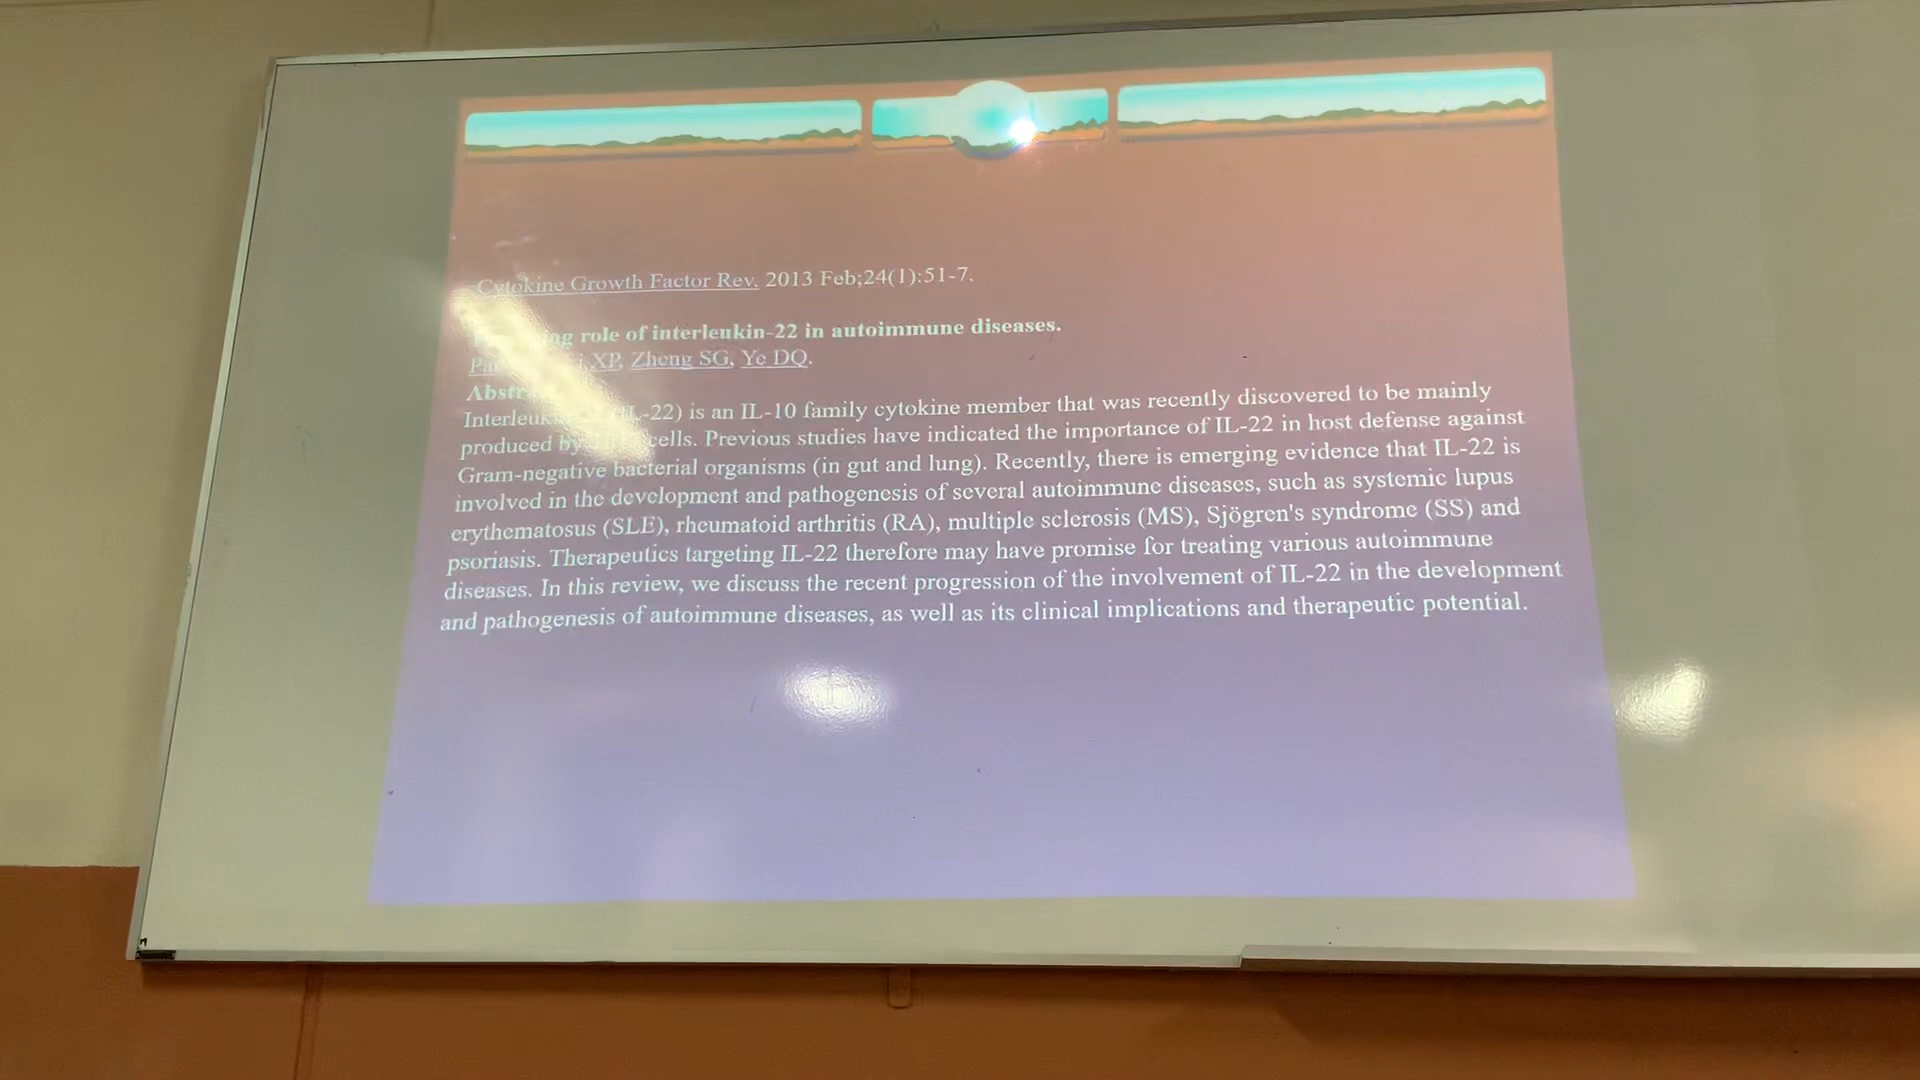 Cytokine Growth Factor Rev. 2013 Feb;24(1):51-7.
role of interleukin-22 in autoimmune diseases.
XP, Zheng SG, Ye DQ.
(IL-22) is an IL-10 family cytokine member that was recently discovered to be mainly
produced by cells. Previous studies have indicated the importance of IL-22 in host defense against
Gram-negative bacterial organisms (in gut and lung). Recently, there is emerging evidence that IL-22 is
involved in the development and pathogenesis of several autoimmune diseases, such as systemic lupus
erythematosus (SLE), rheumatoid arthritis (RA), multiple sclerosis (MS), Sjögren's syndrome (SS) and
psoriasis. Therapeutics targeting IL-22 therefore may have promise for treating various autoimmune
diseases. In this review, we discuss the recent progression of the involvement of IL-22 in the development
and pathogenesis of autoimmune diseases, as well as its clinical implications and therapeutic potential.